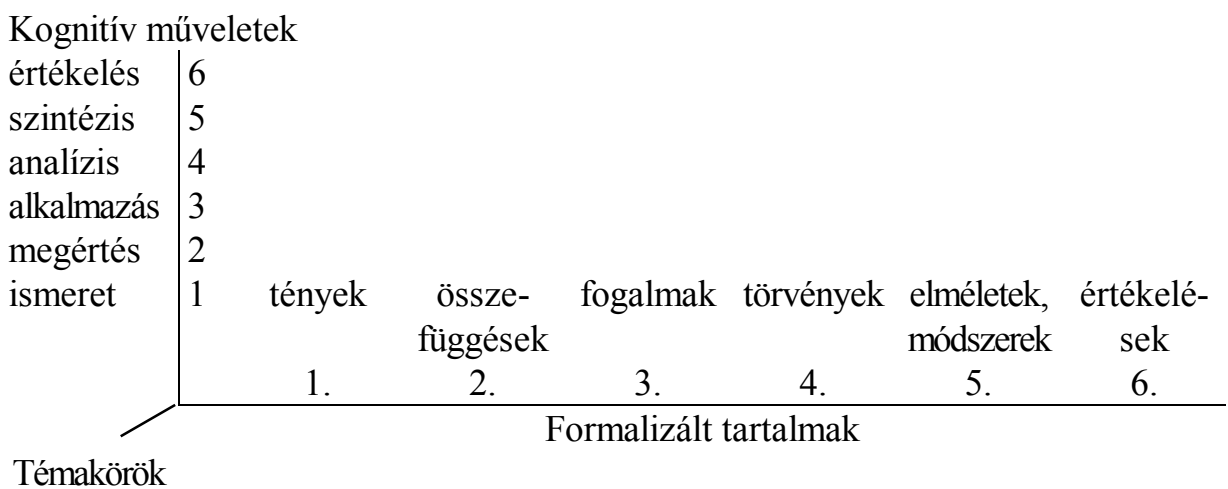 Kognitív műveletek
értékelés 6
szintézis 5
analízis 4
alkalmazás 3
megértés 2
ismeret 1 tények össze- fogalmak törvények elméletek, értékelé-
függések módszerek sek
1. 2. 3. 4. 5. 6.
Formalizált tartalmak
Témakörök